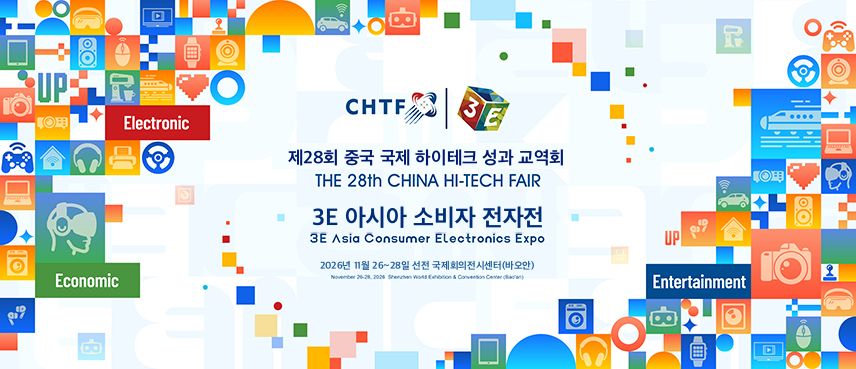 UP
CHTF
3E
Electronic
제28회 중국 국제 하이테크 성과 교역회
THE 28th CHINA HI-TECH FAIR
3E 아시아 소비자 전자전
3E Asia Consumer Electronics Expo
UP
2026년 11월 26~28일 선전 국제회의전시센터(바오안)
November 26-28, 2026 Shenzhen World Exhibition & Convention Center (Bao'an)
Economic
Entertainment